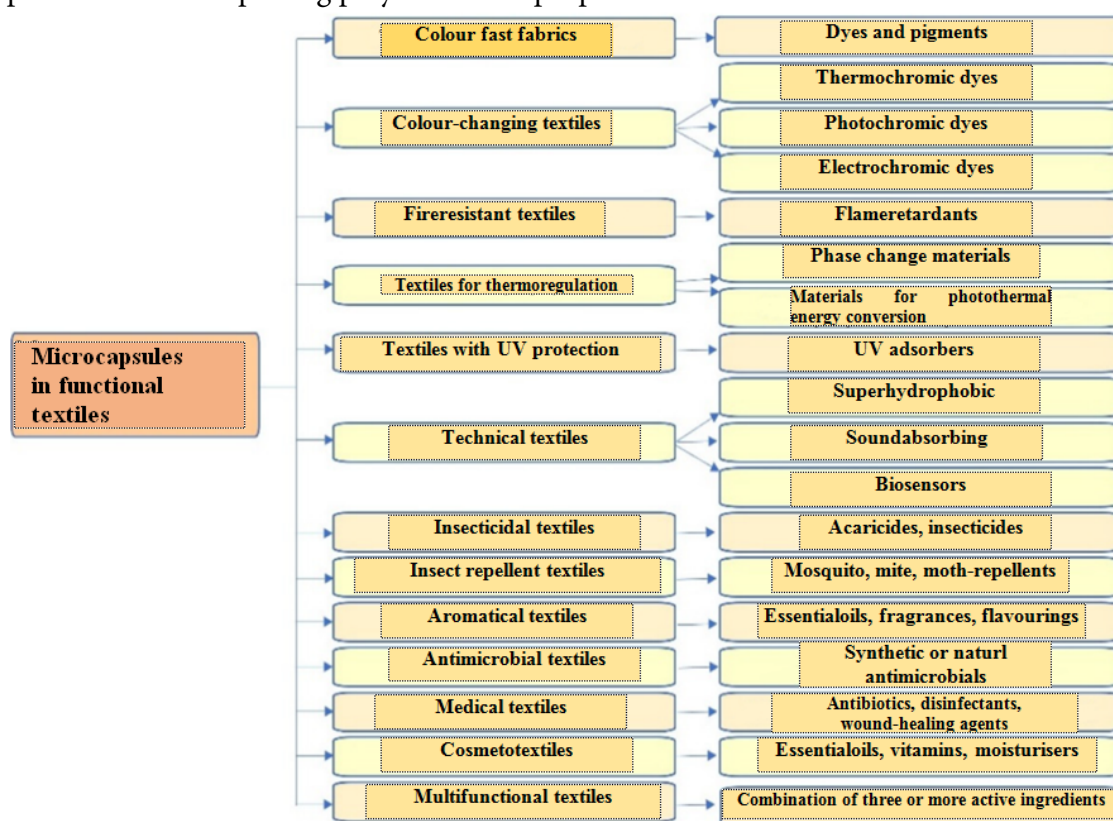 Colour fast fabrics
Dyes and pigments
Thermochromic dyes
Colour-changing textiles
Photochromic dyes
Electrochromic dyes
Fireresistant textiles
Flameretardants
Phase change materials
Textiles for thermoregulation
Materials for photothermal
energy conversion
Microcapsules
in functional
textiles
Textiles with UV protection
UV adsorbers
Superhydrophobic
Technical textiles
Soundabsorbing
Biosensors
Insecticidal textiles
Acaricides, insecticides
Insect repellent textiles
Mosquito, mite, moth-repellents
Aromatical textiles
Essentialoils, fragrances, flavourings
Antimicrobial textiles
Synthetic or naturl
antimicrobials
Medical textiles
Antibiotics, disinfectants,
wound-healing agents
Cosmetotextiles
Essentialoils, vitamins, moisturisers
Multifunctional textiles
Combination of three or more active ingredients